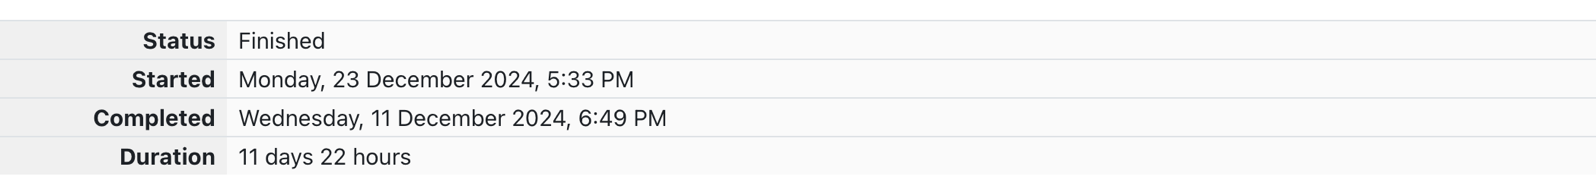 Status Finished
Started Monday, 23 December 2024, 5:33 PM
Completed Wednesday, 11 December 2024, 6:49 PM
Duration 11 days 22 hours